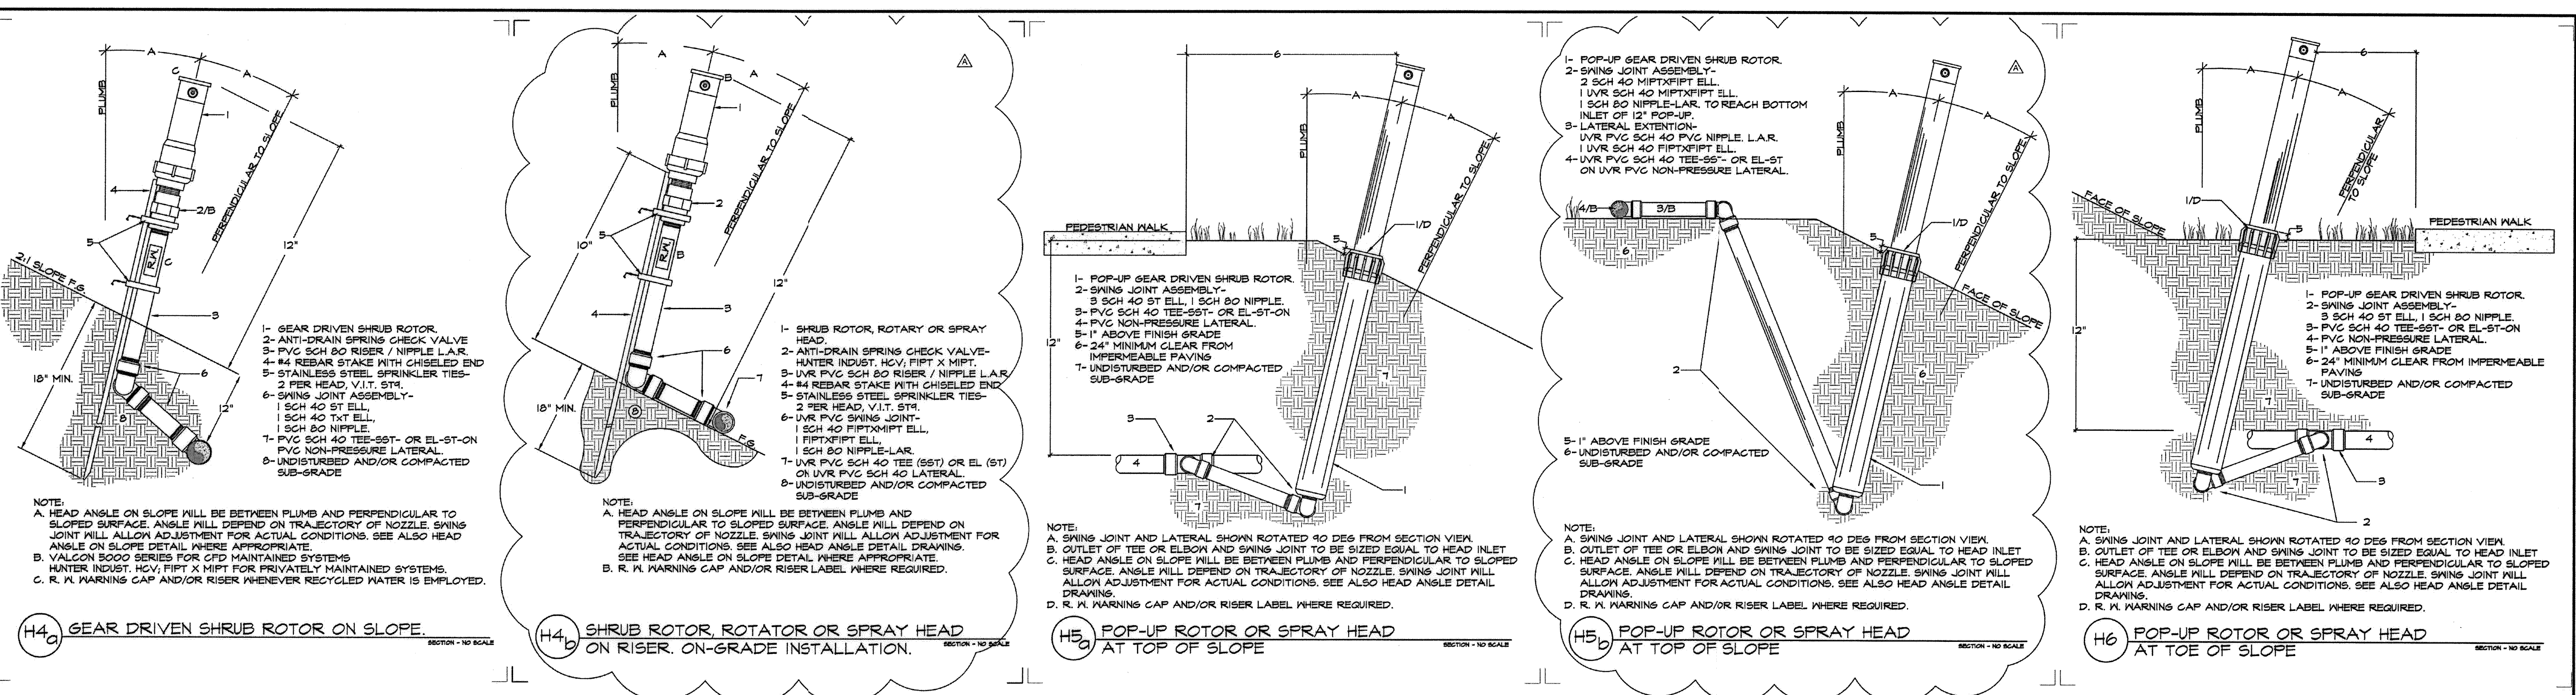 A
A
PLUMB
C
1
PERPENDICULAR TO SLOPE
4
2/B
5
12"
R.W.
C
2:1 SLOPE F.G.
3
18" MIN.
6
12"
8
1- GEAR DRIVEN SHRUB ROTOR.
2- ANTI-DRAIN SPRING CHECK VALVE
3- PVC SCH 80 RISER / NIPPLE L.A.R.
4- #4 REBAR STAKE WITH CHISELED END
5- STAINLESS STEEL SPRINKLER TIES-
2 PER HEAD, V.I.T. ST9.
6- SWING JOINT ASSEMBLY-
1 SCH 40 ST ELL,
1 SCH 40 TXT ELL,
1 SCH 80 NIPPLE.
7- PVC SCH 40 TEE-SST- OR EL-ST-ON
PVC NON-PRESSURE LATERAL.
8- UNDISTURBED AND/OR COMPACTED
SUB-GRADE
NOTE:
A. HEAD ANGLE ON SLOPE WILL BE BETWEEN PLUMB AND PERPENDICULAR TO
SLOPED SURFACE. ANGLE WILL DEPEND ON TRAJECTORY OF NOZZLE. SWING
JOINT WILL ALLOW ADJUSTMENT FOR ACTUAL CONDITIONS. SEE ALSO HEAD
ANGLE ON SLOPE DETAIL WHERE APPROPRIATE.
B. VALCON 5000 SERIES FOR CFD MAINTAINED SYSTEMS
HUNTER INDUST. HCV; FIPT X MIPT FOR PRIVATELY MAINTAINED SYSTEMS.
C. R. W. WARNING CAP AND/OR RISER WHENEVER RECYCLED WATER IS EMPLOYED.
H4a
GEAR DRIVEN SHRUB ROTOR ON SLOPE.
SECTION - NO SCALE
A
A
A
PLUMB
B
1
PERPENDICULAR TO SLOPE
2
10"
5
R.W.
B
12"
4
3
18" MIN.
6
7
8
F.G.
1- SHRUB ROTOR, ROTARY OR SPRAY
HEAD.
2- ANTI-DRAIN SPRING CHECK VALVE-
HUNTER INDUST. HCV; FIPT X MIPT.
3- UVR PVC SCH 80 RISER / NIPPLE L.A.R.
4- #4 REBAR STAKE WITH CHISELED END
5- STAINLESS STEEL SPRINKLER TIES-
2 PER HEAD, V.I.T. ST9.
6- UVR PVC SWING JOINT-
1 SCH 40 FIPTXMIPT ELL,
1 FIPTXFIPT ELL,
1 SCH 80 NIPPLE-LAR.
7- UVR PVC SCH 40 TEE (SST) OR EL (ST)
ON UVR PVC SCH 40 LATERAL.
8- UNDISTURBED AND/OR COMPACTED
SUB-GRADE
NOTE:
A. HEAD ANGLE ON SLOPE WILL BE BETWEEN PLUMB AND
PERPENDICULAR TO SLOPED SURFACE. ANGLE WILL DEPEND ON
TRAJECTORY OF NOZZLE. SWING JOINT WILL ALLOW ADJUSTMENT FOR
ACTUAL CONDITIONS. SEE ALSO HEAD ANGLE DETAIL DRAWING.
SEE HEAD ANGLE ON SLOPE DETAIL WHERE APPROPRIATE.
B. R. W. WARNING CAP AND/OR RISER LABEL WHERE REQUIRED.
H4b
SHRUB ROTOR, ROTATOR OR SPRAY HEAD
ON RISER. ON-GRADE INSTALLATION.
SECTION - NO SCALE
6
A
A
PLUMB
PERPENDICULAR TO SLOPE
PEDESTRIAN WALK
5
1/D
12"
1- POP-UP GEAR DRIVEN SHRUB ROTOR.
2- SWING JOINT ASSEMBLY-
3 SCH 40 ST ELL, 1 SCH 80 NIPPLE.
3- PVC SCH 40 TEE-SST- OR EL-ST-ON
4- PVC NON-PRESSURE LATERAL.
5- 1" ABOVE FINISH GRADE
6- 24" MINIMUM CLEAR FROM
IMPERMEABLE PAVING
7- UNDISTURBED AND/OR COMPACTED
SUB-GRADE
7
3
2
4
1
7
NOTE:
A. SWING JOINT AND LATERAL SHOWN ROTATED 90 DEG FROM SECTION VIEW.
B. OUTLET OF TEE OR ELBOW AND SWING JOINT TO BE SIZED EQUAL TO HEAD INLET
C. HEAD ANGLE ON SLOPE WILL BE BETWEEN PLUMB AND PERPENDICULAR TO SLOPED
SURFACE. ANGLE WILL DEPEND ON TRAJECTORY OF NOZZLE. SWING JOINT WILL
ALLOW ADJUSTMENT FOR ACTUAL CONDITIONS. SEE ALSO HEAD ANGLE DETAIL
DRAWING.
D. R. W. WARNING CAP AND/OR RISER LABEL WHERE REQUIRED.
H5a
POP-UP ROTOR OR SPRAY HEAD
AT TOP OF SLOPE
SECTION - NO SCALE
1- POP-UP GEAR DRIVEN SHRUB ROTOR.
2- SWING JOINT ASSEMBLY-
2 SCH 40 MIPTXFIPT ELL.
1 UVR SCH 40 MIPTXFIPT ELL.
1 SCH 80 NIPPLE-LAR. TO REACH BOTTOM
INLET OF 12" POP-UP.
3- LATERAL EXTENTION-
UVR PVC SCH 40 PVC NIPPLE. L.A.R.
1 UVR SCH 40 FIPTXFIPT ELL.
4- UVR PVC SCH 40 TEE-SST- OR EL-ST
ON UVR PVC NON-PRESSURE LATERAL.
A
A
A
PLUMB
PERPENDICULAR TO SLOPE
4/B
3/B
6
5
1/D
FACE OF SLOPE
2
6
5- 1" ABOVE FINISH GRADE
6- UNDISTURBED AND/OR COMPACTED
SUB-GRADE
1
NOTE:
A. SWING JOINT AND LATERAL SHOWN ROTATED 90 DEG FROM SECTION VIEW.
B. OUTLET OF TEE OR ELBOW AND SWING JOINT TO BE SIZED EQUAL TO HEAD INLET
C. HEAD ANGLE ON SLOPE WILL BE BETWEEN PLUMB AND PERPENDICULAR TO SLOPED
SURFACE. ANGLE WILL DEPEND ON TRAJECTORY OF NOZZLE. SWING JOINT WILL
ALLOW ADJUSTMENT FOR ACTUAL CONDITIONS. SEE ALSO HEAD ANGLE DETAIL
DRAWING.
D. R. W. WARNING CAP AND/OR RISER LABEL WHERE REQUIRED.
H5b
POP-UP ROTOR OR SPRAY HEAD
AT TOP OF SLOPE
SECTION - NO SCALE
6
A
A
PLUMB
PERPENDICULAR
TO SLOPE
FACE OF SLOPE
1/D
5
PEDESTRIAN WALK
12"
1- POP-UP GEAR DRIVEN SHRUB ROTOR.
2- SWING JOINT ASSEMBLY-
3 SCH 40 ST ELL, 1 SCH 80 NIPPLE.
3- PVC SCH 40 TEE-SST- OR EL-ST-ON
4- PVC NON-PRESSURE LATERAL.
5- 1" ABOVE FINISH GRADE
6- 24" MINIMUM CLEAR FROM IMPERMEABLE
PAVING
7- UNDISTURBED AND/OR COMPACTED
SUB-GRADE
7
4
3
7
2
NOTE:
A. SWING JOINT AND LATERAL SHOWN ROTATED 90 DEG FROM SECTION VIEW.
B. OUTLET OF TEE OR ELBOW AND SWING JOINT TO BE SIZED EQUAL TO HEAD INLET
C. HEAD ANGLE ON SLOPE WILL BE BETWEEN PLUMB AND PERPENDICULAR TO SLOPED
SURFACE. ANGLE WILL DEPEND ON TRAJECTORY OF NOZZLE. SWING JOINT WILL
ALLOW ADJUSTMENT FOR ACTUAL CONDITIONS. SEE ALSO HEAD ANGLE DETAIL
DRAWING.
D. R. W. WARNING CAP AND/OR RISER LABEL WHERE REQUIRED.
H6
POP-UP ROTOR OR SPRAY HEAD
AT TOE OF SLOPE
SECTION - NO SCALE